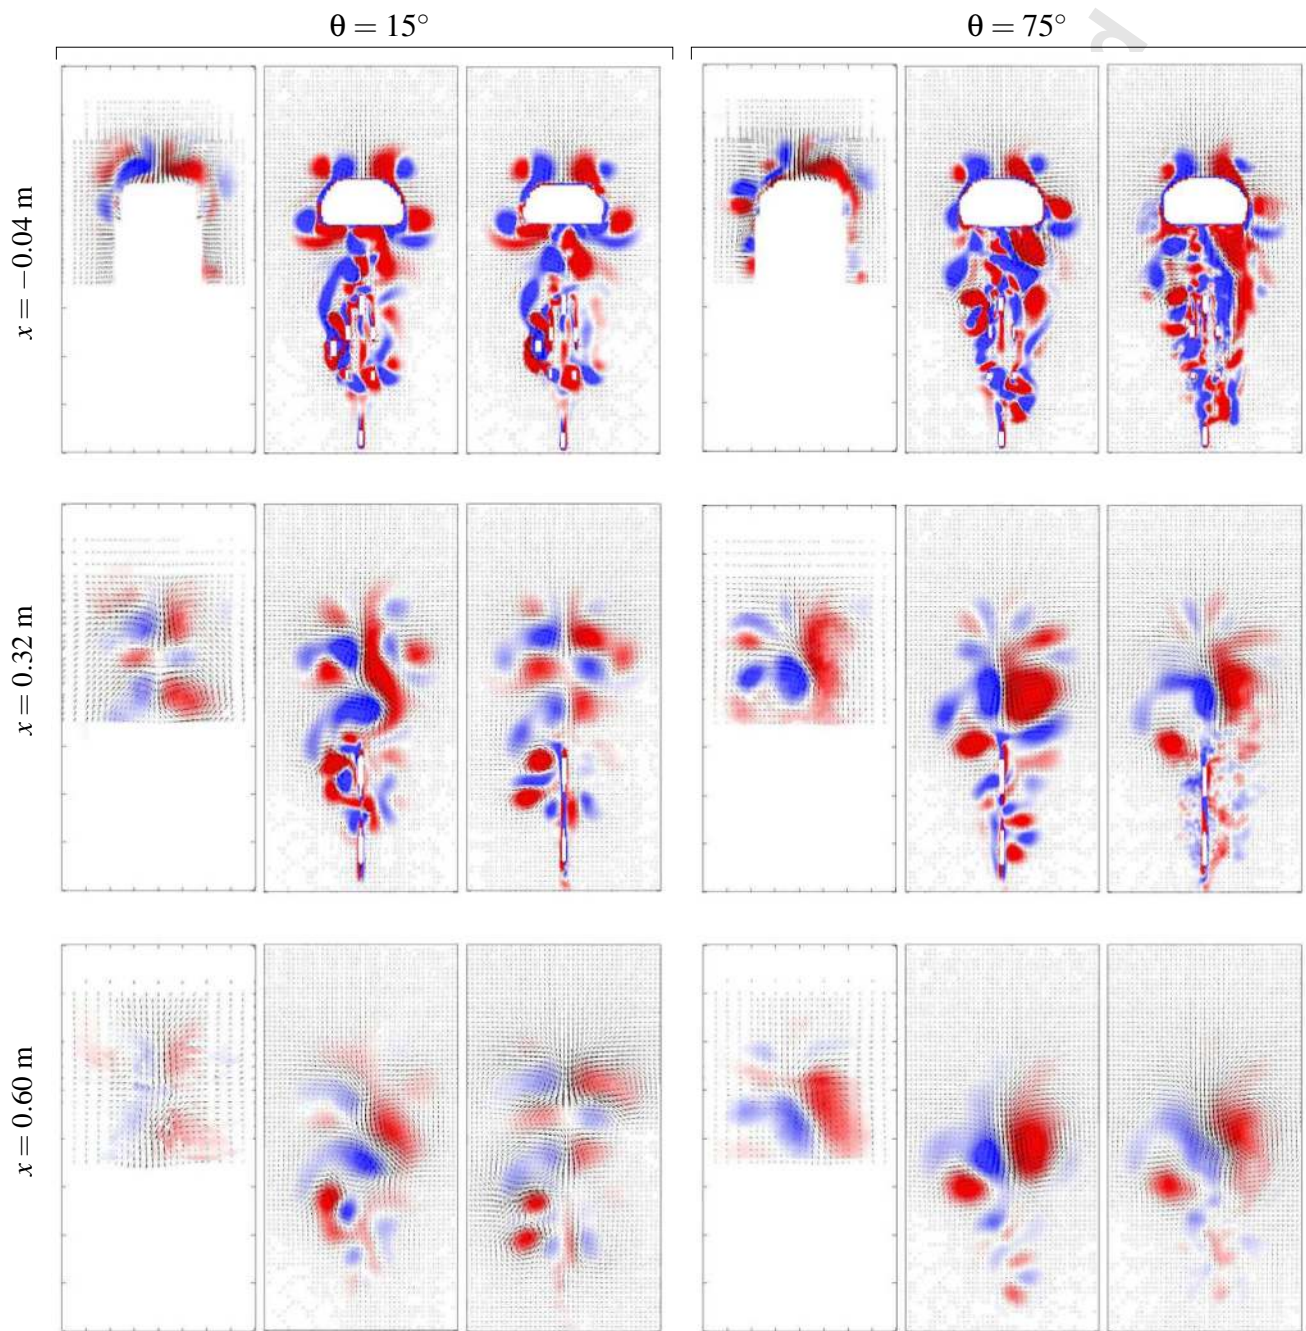 θ = 15°
θ = 75°
x = −0.04 m
x = 0.32 m
x = 0.60 m